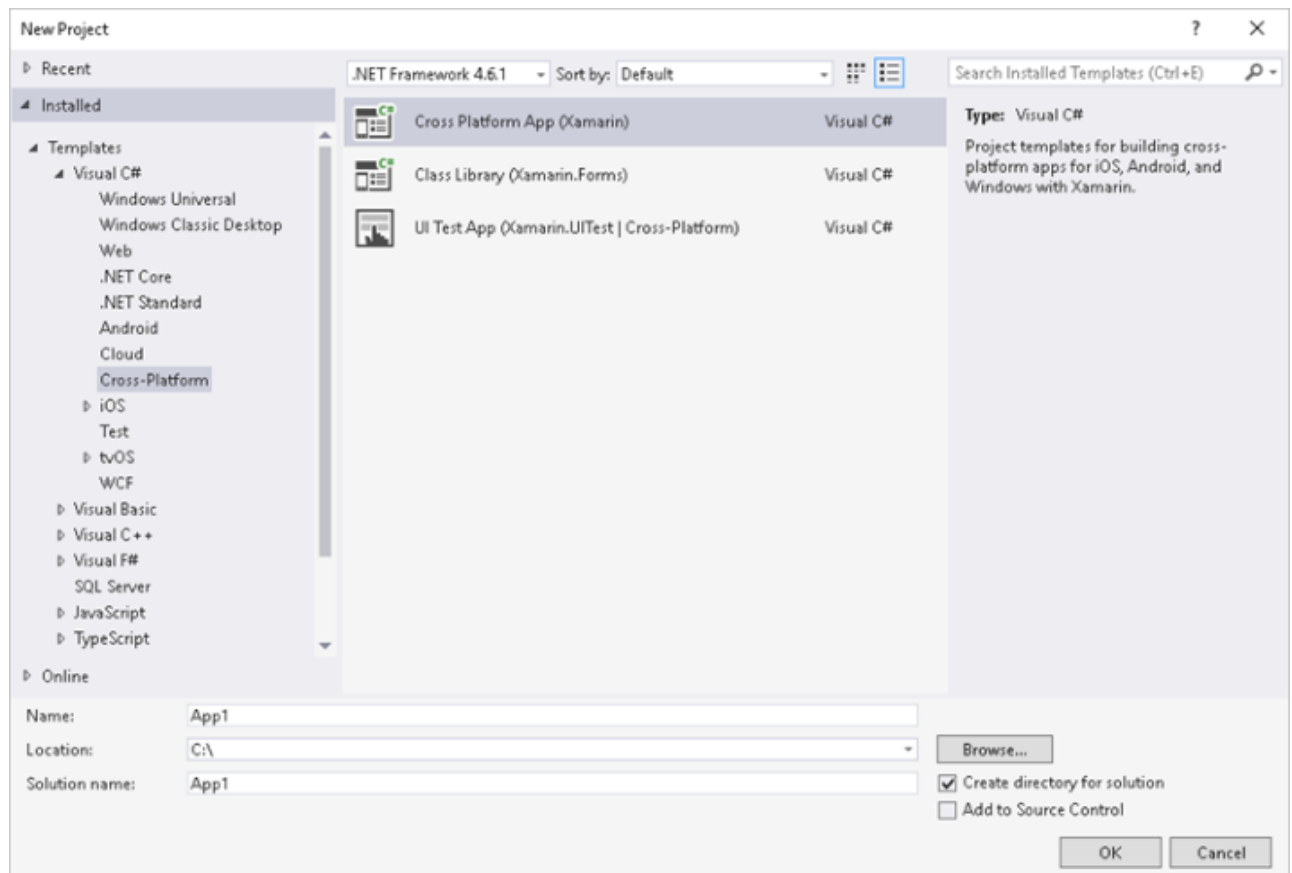 New Project
?
Recent
.NET Framework 4.6.1
Sort by: Default
Search Installed Templates (Ctrl+E)
Installed
Templates
Visual C#
Windows Universal
Windows Classic Desktop
Web
.NET Core
.NET Standard
Android
Cloud
Cross-Platform
iOS
Test
tvOS
WCF
Visual Basic
Visual C++
Visual F#
SQL Server
JavaScript
TypeScript
Online
C# Cross Platform App (Xamarin) Visual C#
C# Class Library (Xamarin.Forms) Visual C#
UI Test App (Xamarin.UITest | Cross-Platform) Visual C#
Type: Visual C#
Project templates for building cross-
platform apps for iOS, Android, and
Windows with Xamarin.
Name: App1
Location: C:\
Browse...
Solution name: App1
Create directory for solution
Add to Source Control
OK
Cancel